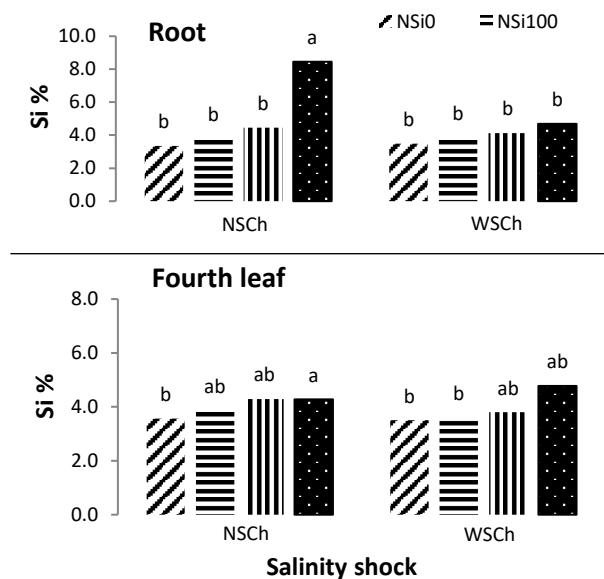 Root
NSi0 NSi100
Si %
10.0
8.0
6.0
4.0
2.0
0.0
b b b a b b b b
NSCh WSCh
Fourth leaf
Si %
8.0
6.0
4.0
2.0
0.0
b ab ab a b b ab ab
NSCh WSCh
Salinity shock